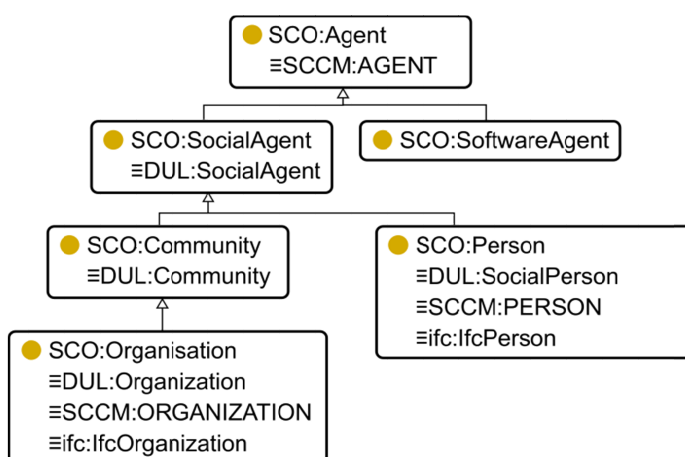 SCO:Agent
≡SCCM:AGENT
SCO:SocialAgent
≡DUL:SocialAgent
SCO:SoftwareAgent
SCO:Community
≡DUL:Community
SCO:Person
≡DUL:SocialPerson
≡SCCM:PERSON
≡ifc:IfcPerson
SCO:Organisation
≡DUL:Organization
≡SCCM:ORGANIZATION
≡ifc:IfcOrganization